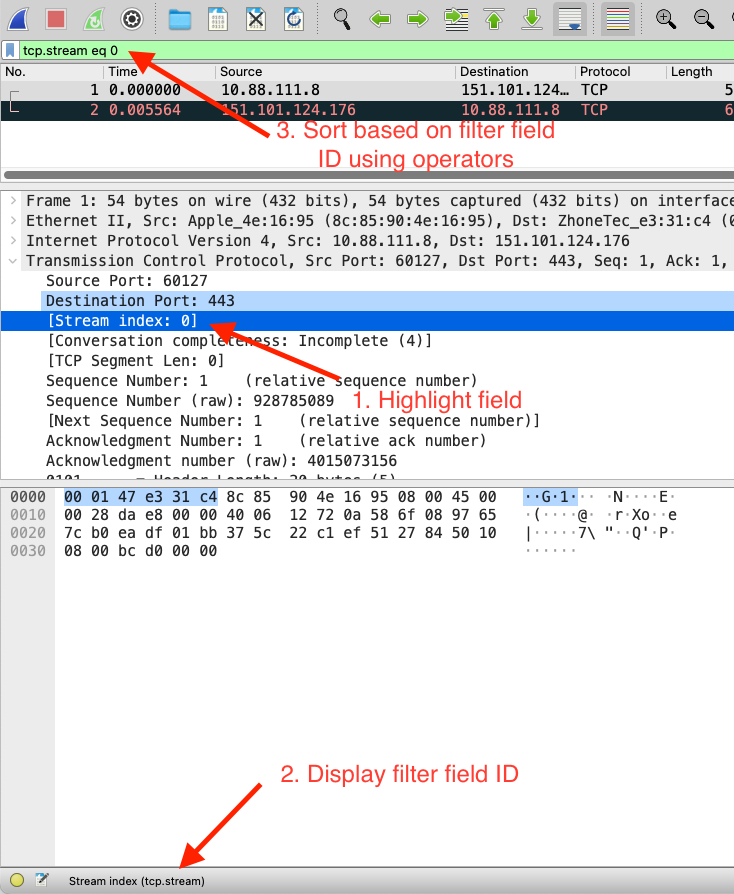 tcp.stream eq 0
No. Time Source Destination Protocol Length
1 0.000000 10.88.111.8 151.101.124… TCP 5
2 0.005564 151.101.124.176 10.88.111.8 TCP 6
3. Sort based on filter field
ID using operators
Frame 1: 54 bytes on wire (432 bits), 54 bytes captured (432 bits) on interface
Ethernet II, Src: Apple_4e:16:95 (8c:85:90:4e:16:95), Dst: ZhoneTec_e3:31:c4 (0
Internet Protocol Version 4, Src: 10.88.111.8, Dst: 151.101.124.176
Transmission Control Protocol, Src Port: 60127, Dst Port: 443, Seq: 1, Ack: 1,
Source Port: 60127
Destination Port: 443
[Stream index: 0]
[Conversation completeness: Incomplete (4)]
[TCP Segment Len: 0]
Sequence Number: 1 (relative sequence number)
Sequence Number (raw): 928785089
1. Highlight field
[Next Sequence Number: 1 (relative sequence number)]
Acknowledgment Number: 1 (relative ack number)
Acknowledgment number (raw): 4015073156
0101 .... = Header Length: 20 bytes (5)
0000 00 01 47 e3 31 c4 8c 85 90 4e 16 95 08 00 45 00 ··G·1··· ·N····E·
0010 00 28 da e8 00 00 40 06 12 72 0a 58 6f 08 97 65 ·(····@· ·r·Xo··e
0020 7c b0 ea df 01 bb 37 5c 22 c1 ef 51 27 84 50 10 |·····7\ "··Q'·P·
0030 08 00 bc d0 00 00 ······
2. Display filter field ID
Stream index (tcp.stream)